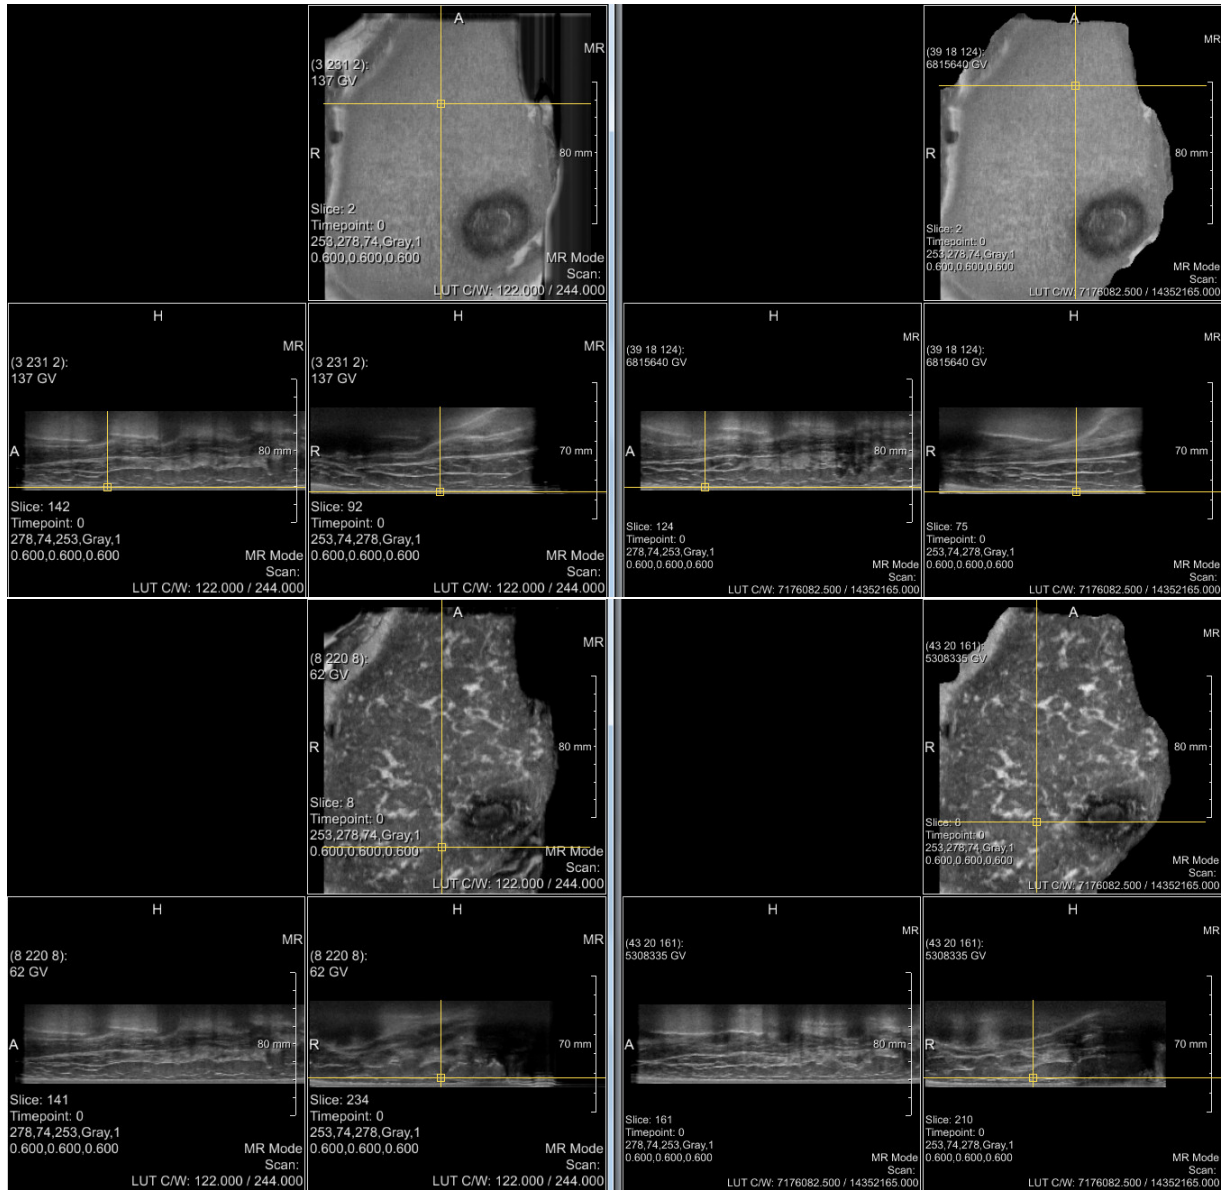 A
MR
(3 231 2):
137 GV
R
80 mm
Slice: 2
Timepoint: 0
253,278,74,Gray,1
0.600,0.600,0.600
MR Mode
Scan:
LUT C/W: 122.000 / 244.000
A
MR
(39 18 124):
6815640 GV
R
80 mm
Slice: 2
Timepoint: 0
253,278,74,Gray,1
0.600,0.600,0.600
MR Mode
Scan:
LUT C/W: 7176082.500 / 14352165.000
H
MR
(3 231 2):
137 GV
A
80 mm
Slice: 142
Timepoint: 0
278,74,253,Gray,1
0.600,0.600,0.600
MR Mode
Scan:
LUT C/W: 122.000 / 244.000
H
MR
(3 231 2):
137 GV
R
70 mm
Slice: 92
Timepoint: 0
253,74,278,Gray,1
0.600,0.600,0.600
MR Mode
Scan:
LUT C/W: 122.000 / 244.000
H
MR
(39 18 124):
6815640 GV
A
80 mm
Slice: 124
Timepoint: 0
278,74,253,Gray,1
0.600,0.600,0.600
MR Mode
Scan:
LUT C/W: 7176082.500 / 14352165.000
H
MR
(39 18 124):
6815640 GV
R
70 mm
Slice: 75
Timepoint: 0
253,74,278,Gray,1
0.600,0.600,0.600
MR Mode
Scan:
LUT C/W: 7176082.500 / 14352165.000
A
MR
(8 220 8):
62 GV
R
80 mm
Slice: 8
Timepoint: 0
253,278,74,Gray,1
0.600,0.600,0.600
MR Mode
Scan:
LUT C/W: 122.000 / 244.000
A
MR
(43 20 161):
5308335 GV
R
80 mm
Slice: 8
Timepoint: 0
253,278,74,Gray,1
0.600,0.600,0.600
MR Mode
Scan:
LUT C/W: 7176082.500 / 14352165.000
H
MR
(8 220 8):
62 GV
A
80 mm
Slice: 141
Timepoint: 0
278,74,253,Gray,1
0.600,0.600,0.600
MR Mode
Scan:
LUT C/W: 122.000 / 244.000
H
MR
(8 220 8):
62 GV
R
70 mm
Slice: 234
Timepoint: 0
253,74,278,Gray,1
0.600,0.600,0.600
MR Mode
Scan:
LUT C/W: 122.000 / 244.000
H
MR
(43 20 161):
5308335 GV
A
80 mm
Slice: 161
Timepoint: 0
278,74,253,Gray,1
0.600,0.600,0.600
MR Mode
Scan:
LUT C/W: 7176082.500 / 14352165.000
H
MR
(43 20 161):
5308335 GV
R
70 mm
Slice: 210
Timepoint: 0
253,74,278,Gray,1
0.600,0.600,0.600
MR Mode
Scan:
LUT C/W: 7176082.500 / 14352165.000